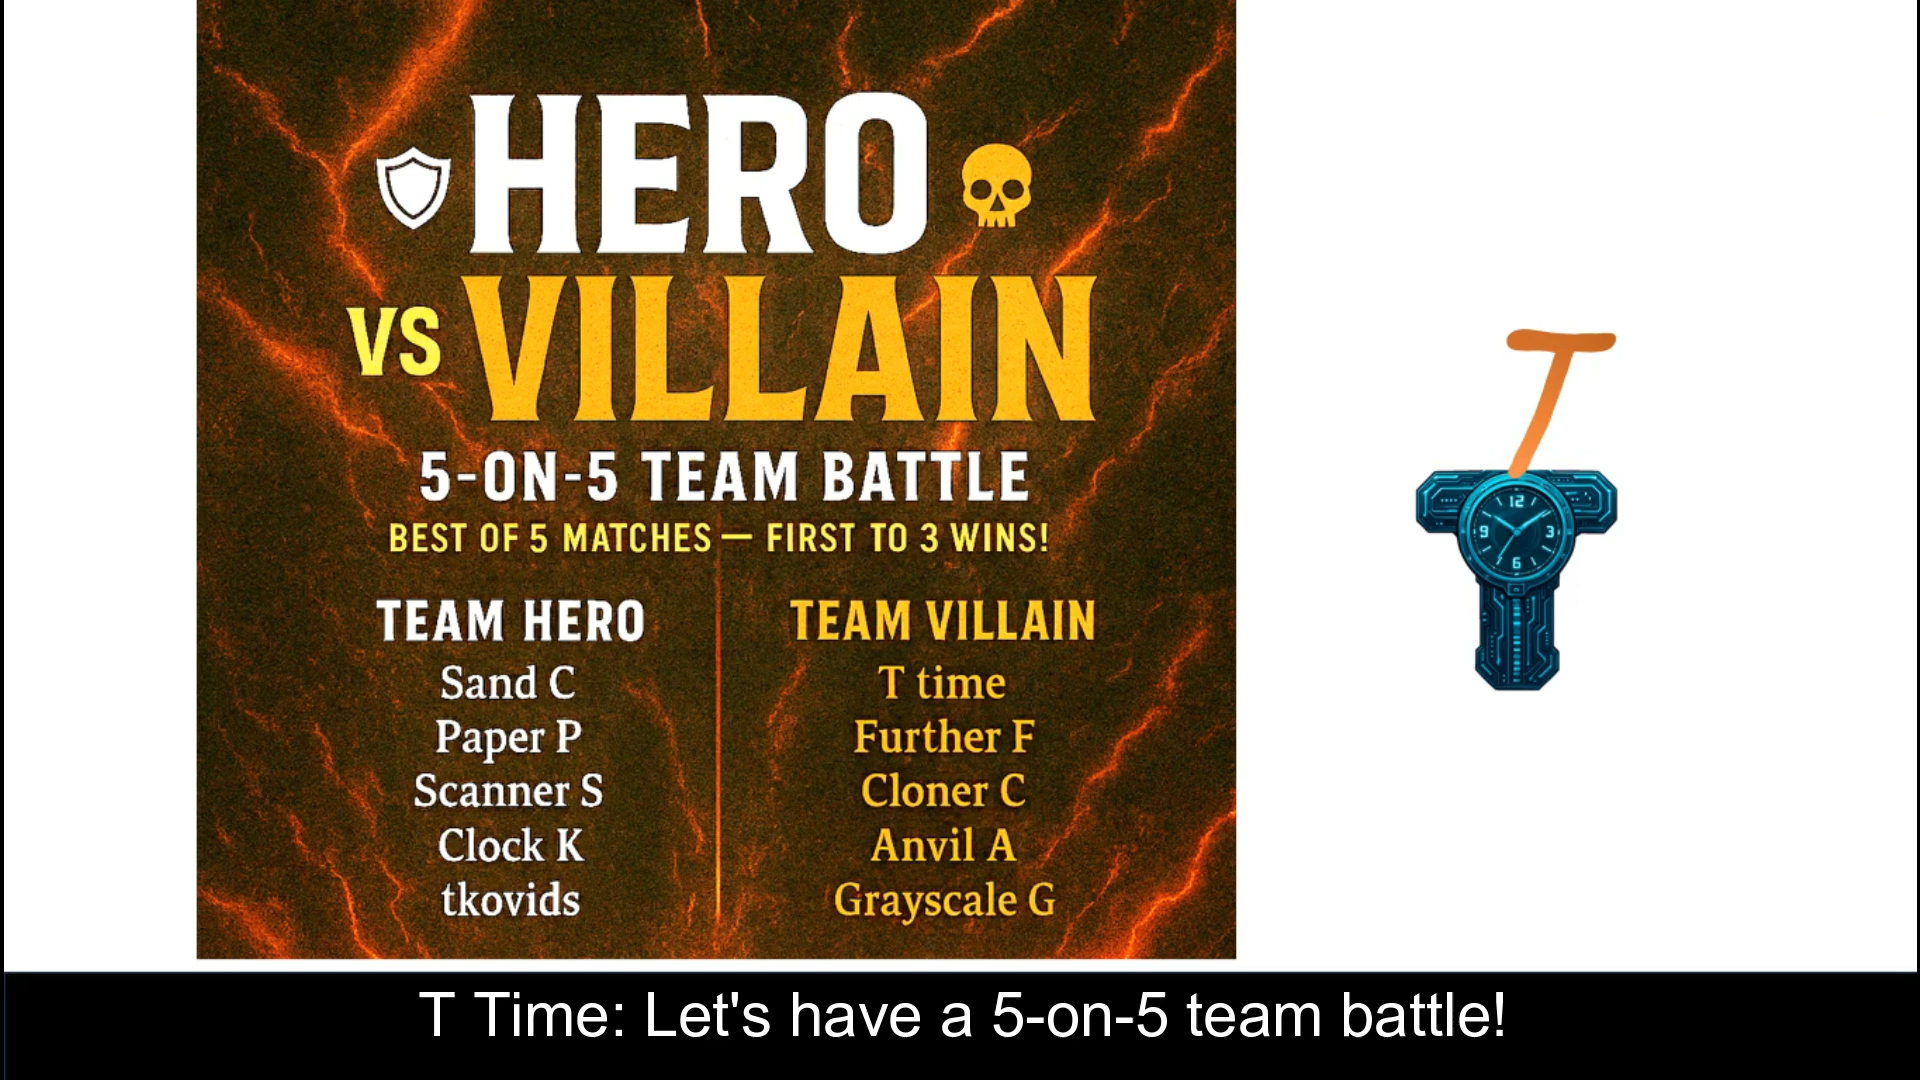 HERO
VS VILLAIN
5-ON-5 TEAM BATTLE
BEST OF 5 MATCHES — FIRST TO 3 WINS!
TEAM HERO
Sand C
Paper P
Scanner S
Clock K
tkovids
TEAM VILLAIN
T time
Further F
Cloner C
Anvil A
Grayscale G
T
12
9 3
6
T Time: Let's have a 5-on-5 team battle!